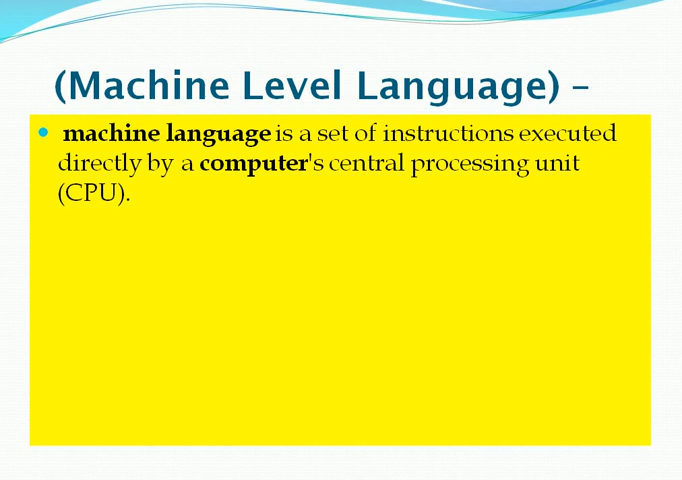 (Machine Level Language) –
• machine language is a set of instructions executed
directly by a computer's central processing unit
(CPU).